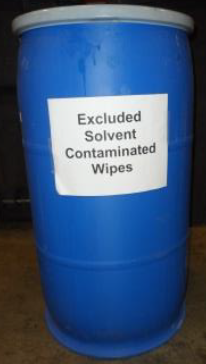 Excluded
Solvent
Contaminated
Wipes